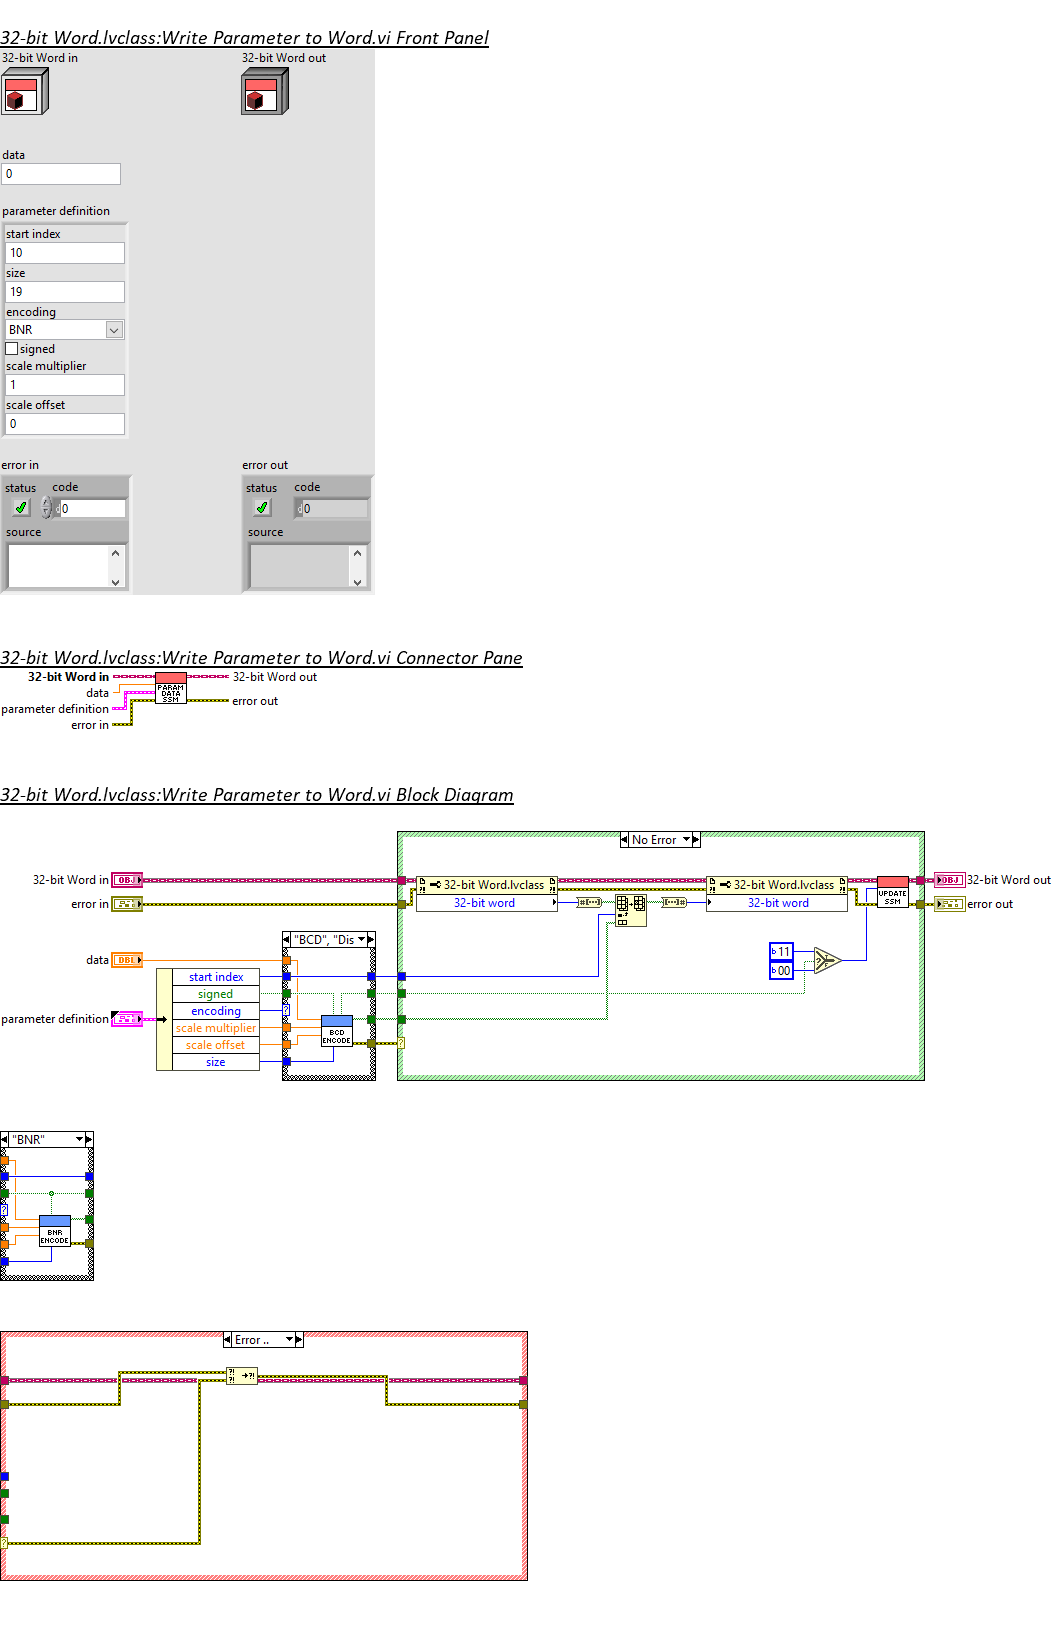 32-bit Word.lvclass:Write Parameter to Word.vi Front Panel
32-bit Word in
32-bit Word out
data
0
parameter definition
start index
10
size
19
encoding
BNR
signed
scale multiplier
1
scale offset
0
error in
error out
status code
status code
0
d0
source
source
32-bit Word.lvclass:Write Parameter to Word.vi Connector Pane
32-bit Word in
32-bit Word out
data
parameter definition
error in
error out
PARAM
DATA
SSM
32-bit Word.lvclass:Write Parameter to Word.vi Block Diagram
No Error
32-bit Word in
OBJ
32-bit Word.lvclass
32-bit Word.lvclass
OBJ
32-bit Word out
error in
32-bit word
32-bit word
UPDATE
SSM
error out
"BCD", "Dis
data
DBL
b 11
b 00
start index
signed
parameter definition
encoding
scale multiplier
scale offset
size
BCD
ENCODE
"BNR"
BNR
ENCODE
Error ..